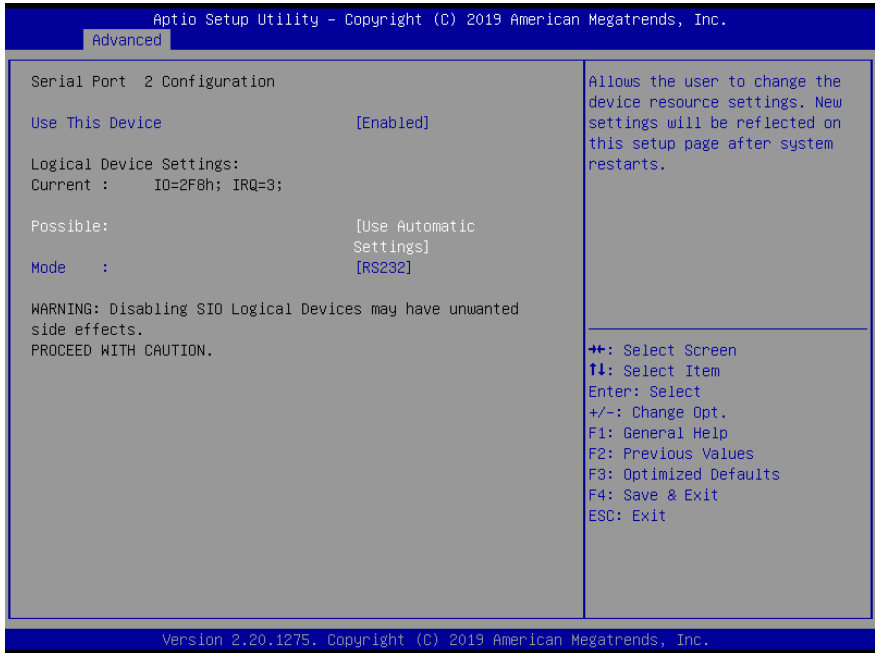 Aptio Setup Utility – Copyright (C) 2019 American Megatrends, Inc.
Advanced
Serial Port  2 Configuration
Use This Device [Enabled]
Logical Device Settings:
Current : IO=2F8h; IRQ=3;
Possible: [Use Automatic
Settings]
Mode : [RS232]
WARNING: Disabling SIO Logical Devices may have unwanted
side effects.
PROCEED WITH CAUTION.
Allows the user to change the
device resource settings. New
settings will be reflected on
this setup page after system
restarts.
→←: Select Screen
↑↓: Select Item
Enter: Select
+/-: Change Opt.
F1: General Help
F2: Previous Values
F3: Optimized Defaults
F4: Save & Exit
ESC: Exit
Version 2.20.1275. Copyright (C) 2019 American Megatrends, Inc.